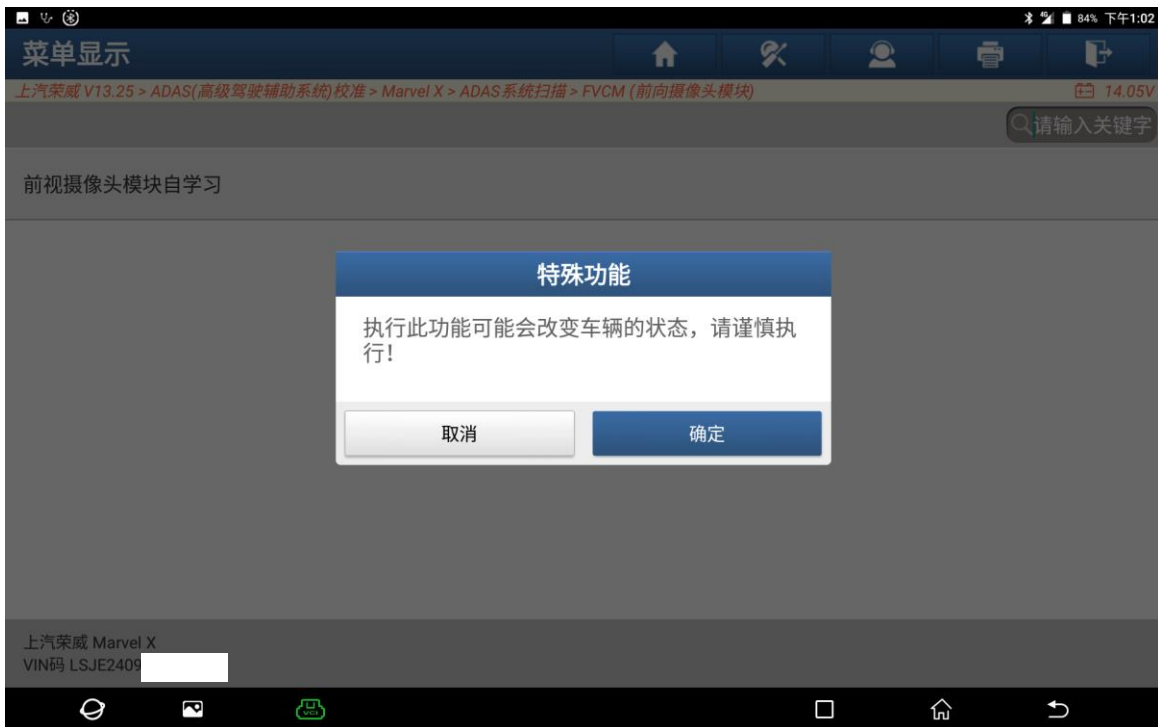 84% 下午1:02
菜单显示
上汽荣威 V13.25 > ADAS(高级驾驶辅助系统)校准 > Marvel X > ADAS系统扫描 > FVCM (前向摄像头模块)
14.05V
请输入关键字
前视摄像头模块自学习
特殊功能
执行此功能可能会改变车辆的状态，请谨慎执
行！
取消
确定
上汽荣威 Marvel X
VIN码 LSJE2409
VCI